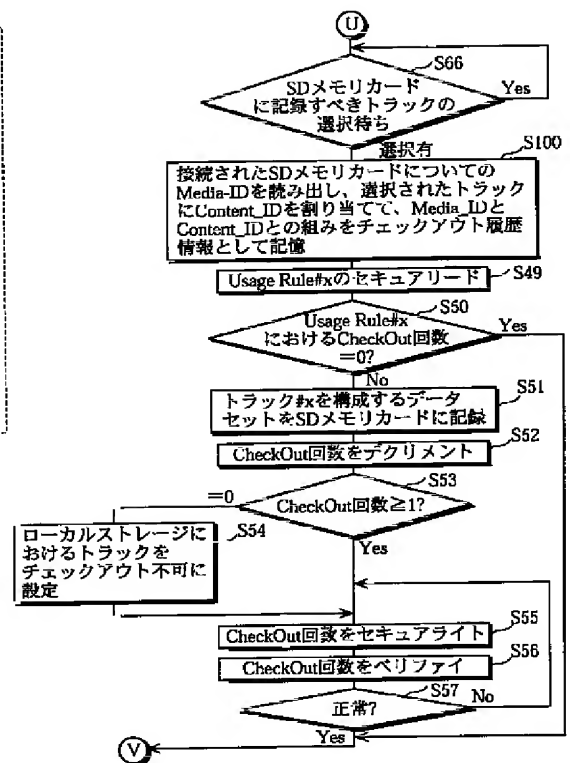 U
S66
SDメモリカード
に記録すべきトラックの
選択待ち
Yes
選択有
S100
接続されたSDメモリカードについての
Media-IDを読み出し、選択されたトラック
にContent_IDを割り当てて、Media_IDと
Content_IDとの組みをチェックアウト履歴
情報として記憶
S49
Usage Rule#xのセキュアリード
S50
Usage Rule#x
におけるCheckOut回数
=0?
Yes
No
S51
トラック#xを構成するデータ
セットをSDメモリカードに記録
S52
CheckOut回数をデクリメント
S53
=0
CheckOut回数≧1?
S54
ローカルストレージに
おけるトラックを
チェックアウト不可に
設定
Yes
S55
CheckOut回数をセキュアライト
S56
CheckOut回数をベリファイ
S57
正常?
No
Yes
V